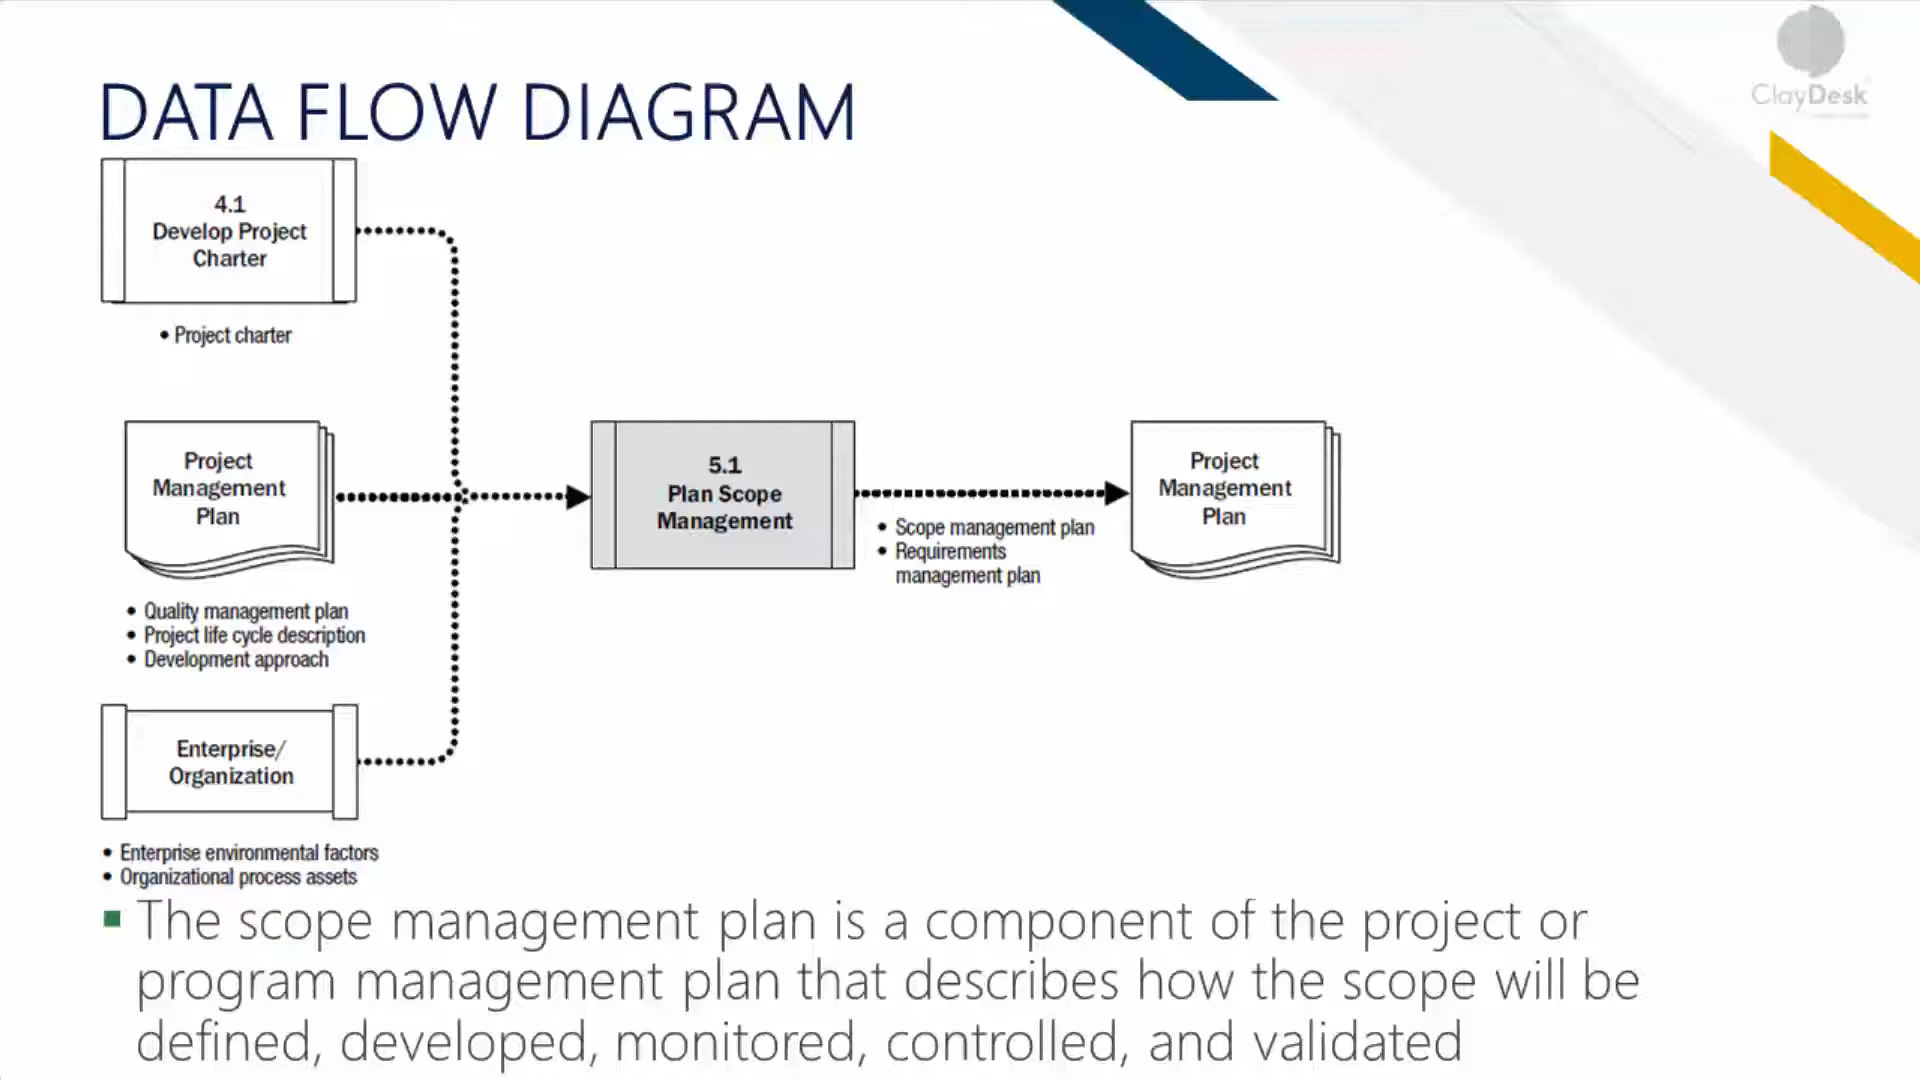 DATA FLOW DIAGRAM
ClayDesk
4.1
Develop Project
Charter
• Project charter
Project
Management
Plan
• Quality management plan
• Project life cycle description
• Development approach
Enterprise/
Organization
• Enterprise environmental factors
• Organizational process assets
5.1
Plan Scope
Management
• Scope management plan
• Requirements
management plan
Project
Management
Plan
The scope management plan is a component of the project or
program management plan that describes how the scope will be
defined, developed, monitored, controlled, and validated